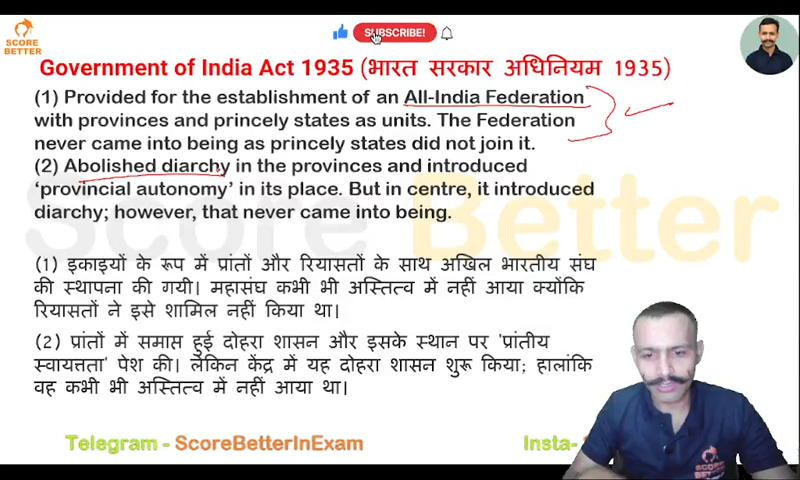 SCORE
BETTER
SUBSCRIBE!
Government of India Act 1935 (भारत सरकार अधिनियम 1935)
(1) Provided for the establishment of an All-India Federation
with provinces and princely states as units. The Federation
never came into being as princely states did not join it.
(2) Abolished diarchy in the provinces and introduced
‘provincial autonomy’ in its place. But in centre, it introduced
diarchy; however, that never came into being.
Score Better
(1) इकाइयों के रूप में प्रांतों और रियासतों के साथ अखिल भारतीय संघ
की स्थापना की गयी। महासंघ कभी भी अस्तित्व में नहीं आया क्योंकि
रियासतों ने इसे शामिल नहीं किया था।
(2) प्रांतों में समाप्त हुई दोहरा शासन और इसके स्थान पर 'प्रांतीय
स्वायत्तता' पेश की। लेकिन केंद्र में यह दोहरा शासन शुरू किया; हालांकि
वह कभी भी अस्तित्व में नहीं आया था।
Telegram - ScoreBetterInExam
Insta-
SCORE
BETTER